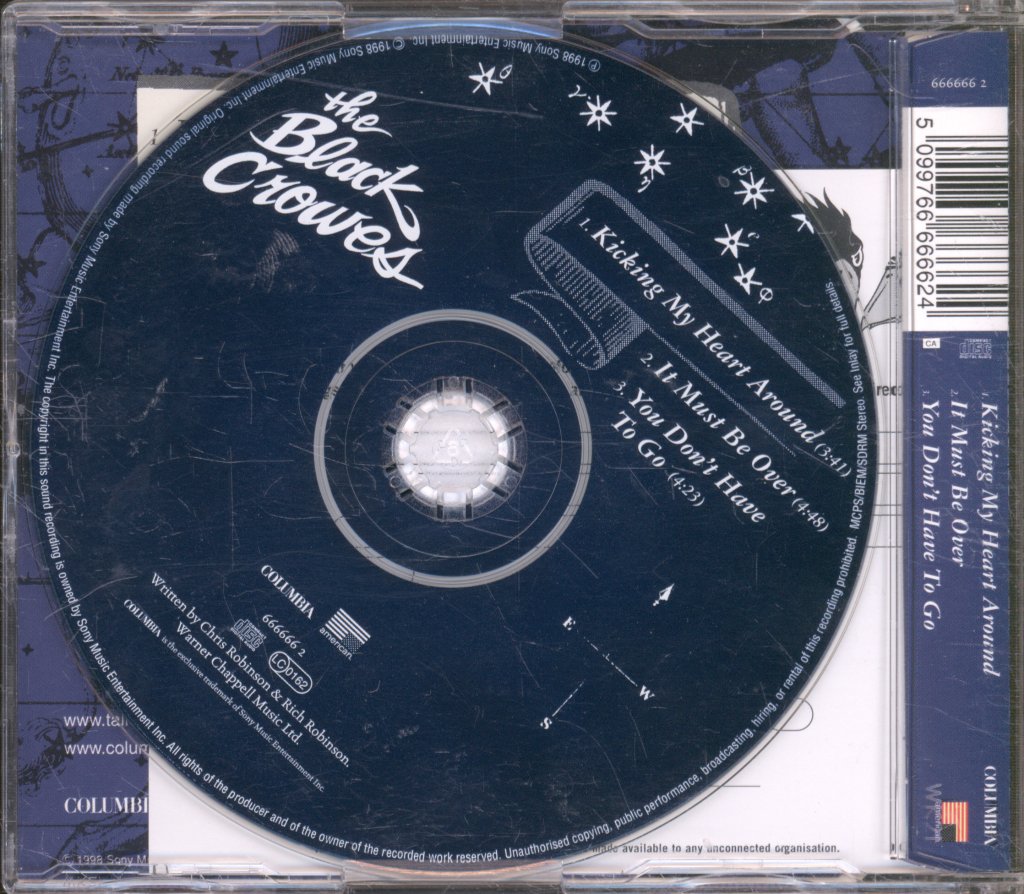 the
Black
Crowes
1. Kicking My Heart Around (3:41)
2. It Must Be Over (4:48)
3. You Don't Have
To Go (4:23)
E
W
S
COLUMBIA
american
666666 2
LC 0162
Written by Chris Robinson & Rich Robinson.
Warner Chappell Music Ltd.
COLUMBIA is the exclusive trademark of Sony Music Entertainment Inc.
℗ 1998 Sony Music Entertainment Inc. © 1998 Sony Music Entertainment Inc. Original sound recording made by Sony Music Entertainment Inc. The copyright in this sound recording is owned by Sony Music Entertainment Inc. All rights of the producer and of the owner of the recorded work reserved. Unauthorised copying, public performance, broadcasting, hiring, or rental of this recording prohibited. MCPS/BIEM/SDRM Stereo. See Inlay for full details
www.tal
www.colum
COLUMBI
© 1998 Sony M
made available to any unconnected organisation.
666666 2
5 099766 666624
CA
1. Kicking My Heart Around
2. It Must Be Over
3. You Don't Have To Go
american
COLUMBIA